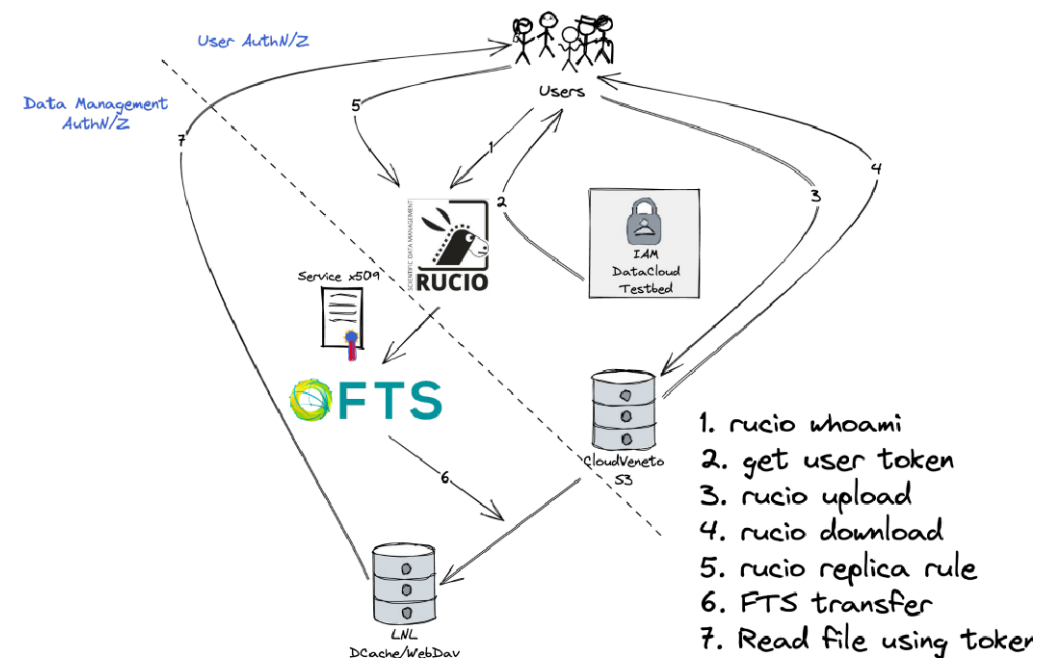 User AuthN/Z
Data Management
AuthN/Z
Users
7
5
1
2
3
4
SCIENTIFIC DATA MANAGEMENT
RUCIO
IAM
DataCloud
Testbed
Service x509
FTS
CloudVeneto
S3
6
LNL
DCache/WebDav
1. rucio whoami
2. get user token
3. rucio upload
4. rucio download
5. rucio replica rule
6. FTS transfer
7. Read file using token